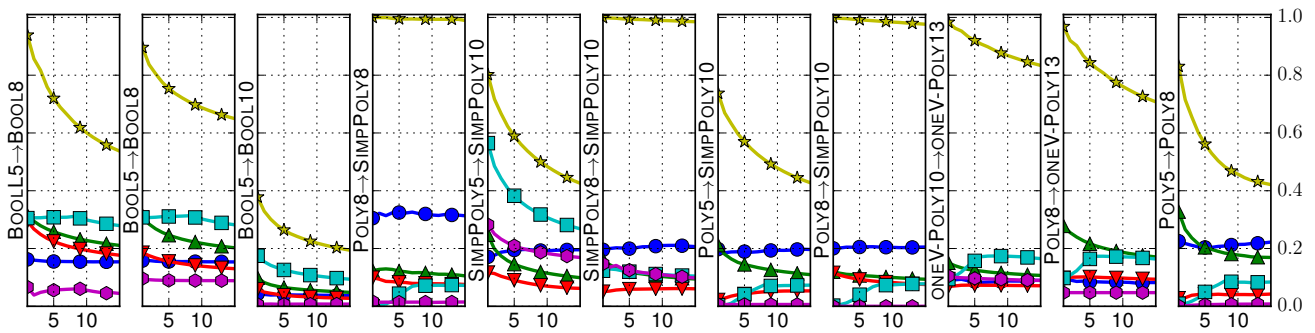 BOOLL5→BOOL8
BOOL5→BOOL8
BOOL5→BOOL10
POLY8→SIMPPOLY8
SIMPPOLY5→SIMPPOLY10
SIMPPOLY8→SIMPPOLY10
POLY5→SIMPPOLY10
POLY8→SIMPPOLY10
ONEV-POLY10→ONEV-POLY13
POLY8→ONEV-POLY13
POLY5→POLY8
1.0
0.8
0.6
0.4
0.2
0.0
5 10 5 10 5 10 5 10 5 10 5 10 5 10 5 10 5 10 5 10 5 10